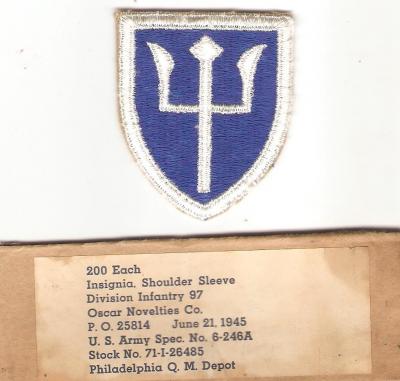 200 Each
Insignia, Shoulder Sleeve
Division Infantry 97
Oscar Novelties Co.
P. O. 25814 June 21, 1945
U. S. Army Spec. No. 6-246A
Stock No. 71-I-26485
Philadelphia Q. M. Depot